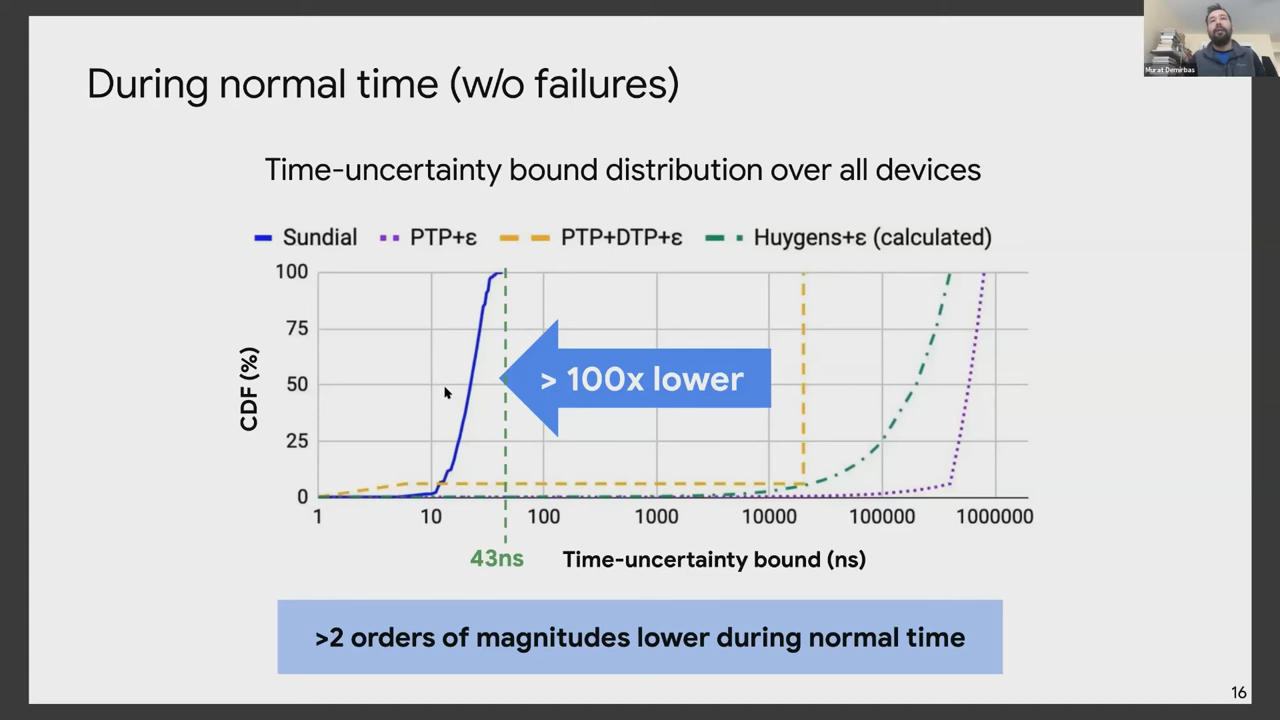 Murat Demirbas
During normal time (w/o failures)
Time-uncertainty bound distribution over all devices
Sundial PTP+ε PTP+DTP+ε Huygens+ε (calculated)
100
75
50
25
0
CDF (%)
> 100x lower
1 10 100 1000 10000 100000 1000000
43ns Time-uncertainty bound (ns)
>2 orders of magnitudes lower during normal time
16